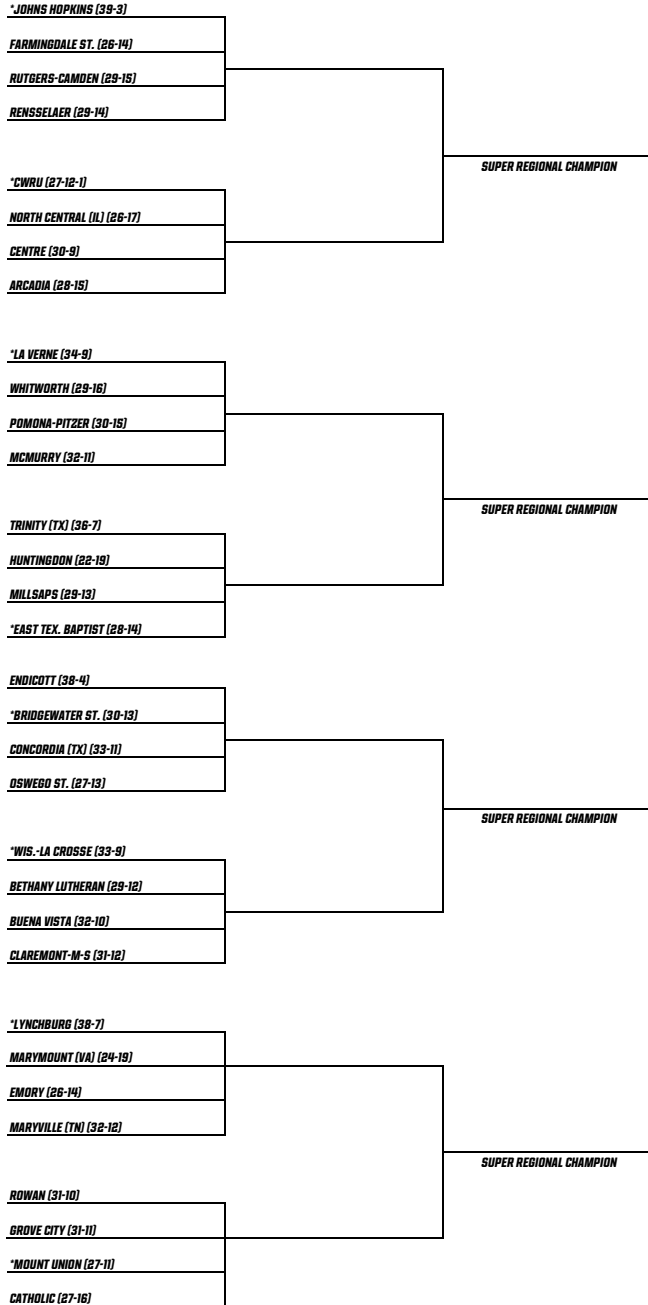 *JOHNS HOPKINS (39-3)
FARMINGDALE ST. (26-14)
RUTGERS-CAMDEN (29-15)
RENSSELAER (29-14)
SUPER REGIONAL CHAMPION
*CWRU (27-12-1)
NORTH CENTRAL (IL) (26-17)
CENTRE (30-9)
ARCADIA (28-15)
*LA VERNE (34-9)
WHITWORTH (29-16)
POMONA-PITZER (30-15)
MCMURRY (32-11)
SUPER REGIONAL CHAMPION
TRINITY (TX) (36-7)
HUNTINGDON (22-19)
MILLSAPS (29-13)
*EAST TEX. BAPTIST (28-14)
ENDICOTT (38-4)
*BRIDGEWATER ST. (30-13)
CONCORDIA (TX) (33-11)
OSWEGO ST. (27-13)
SUPER REGIONAL CHAMPION
*WIS.-LA CROSSE (33-9)
BETHANY LUTHERAN (29-12)
BUENA VISTA (32-10)
CLAREMONT-M-S (31-12)
*LYNCHBURG (38-7)
MARYMOUNT (VA) (24-19)
EMORY (26-14)
MARYVILLE (TN) (32-12)
SUPER REGIONAL CHAMPION
ROWAN (31-10)
GROVE CITY (31-11)
*MOUNT UNION (27-11)
CATHOLIC (27-16)